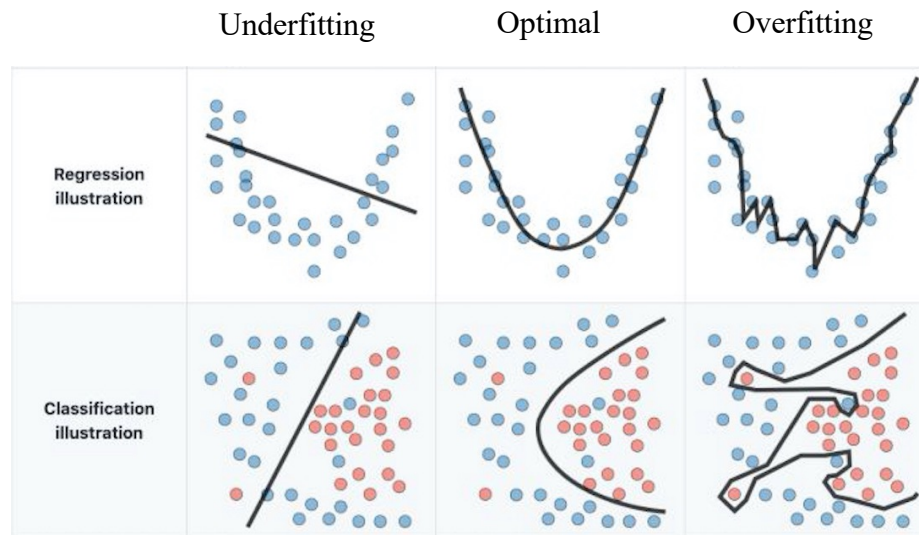 Underfitting
Optimal
Overfitting
Regression
illustration
Classification
illustration